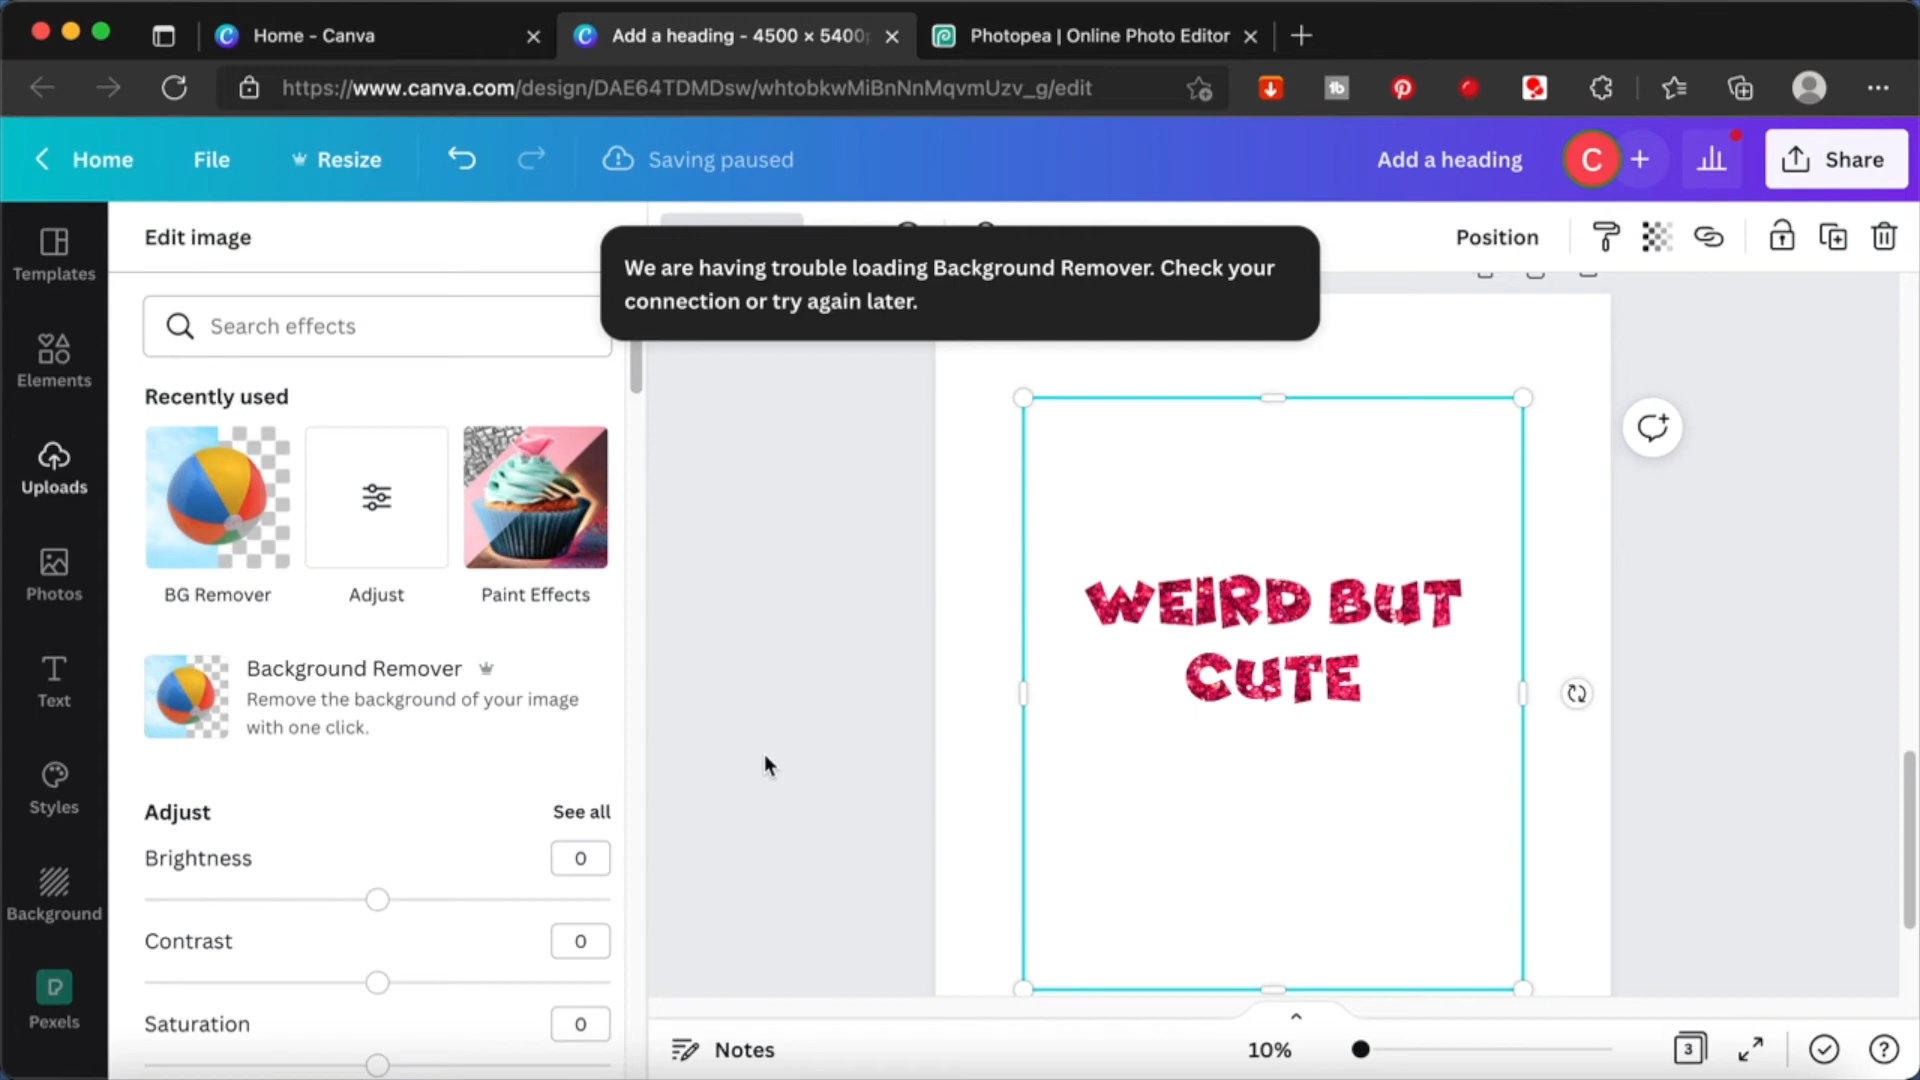 Home - Canva
Add a heading - 4500 × 5400
Photopea | Online Photo Editor
https://www.canva.com/design/DAE64TDMDsw/whtobkwMiBnNnMqvmUzv_g/edit
Home
File
Resize
Saving paused
Add a heading
C
Share
Templates
Elements
Uploads
Photos
Text
Styles
Background
Pexels
Edit image
Search effects
Recently used
BG Remover
Adjust
Paint Effects
Background Remover
Remove the background of your image
with one click.
Adjust
See all
Brightness
0
Contrast
0
Saturation
0
Position
We are having trouble loading Background Remover. Check your
connection or try again later.
WEIRD BUT
CUTE
Notes
10%
3